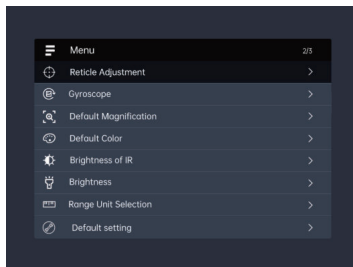 Menu 2/3
Reticle Adjustment
Gyroscope
Default Magnification
Default Color
Brightness of IR
Brightness
Range Unit Selection
Default setting